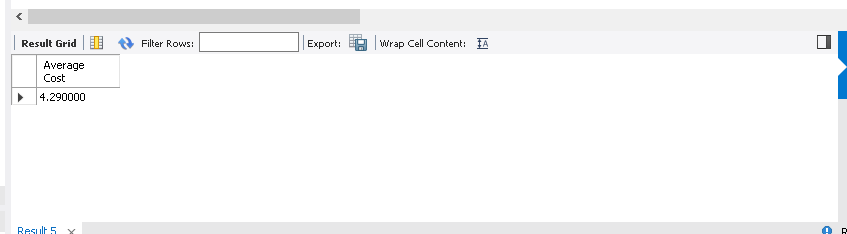 Result Grid Filter Rows: Export: Wrap Cell Content:
Average
Cost
4.290000
Result 5
R